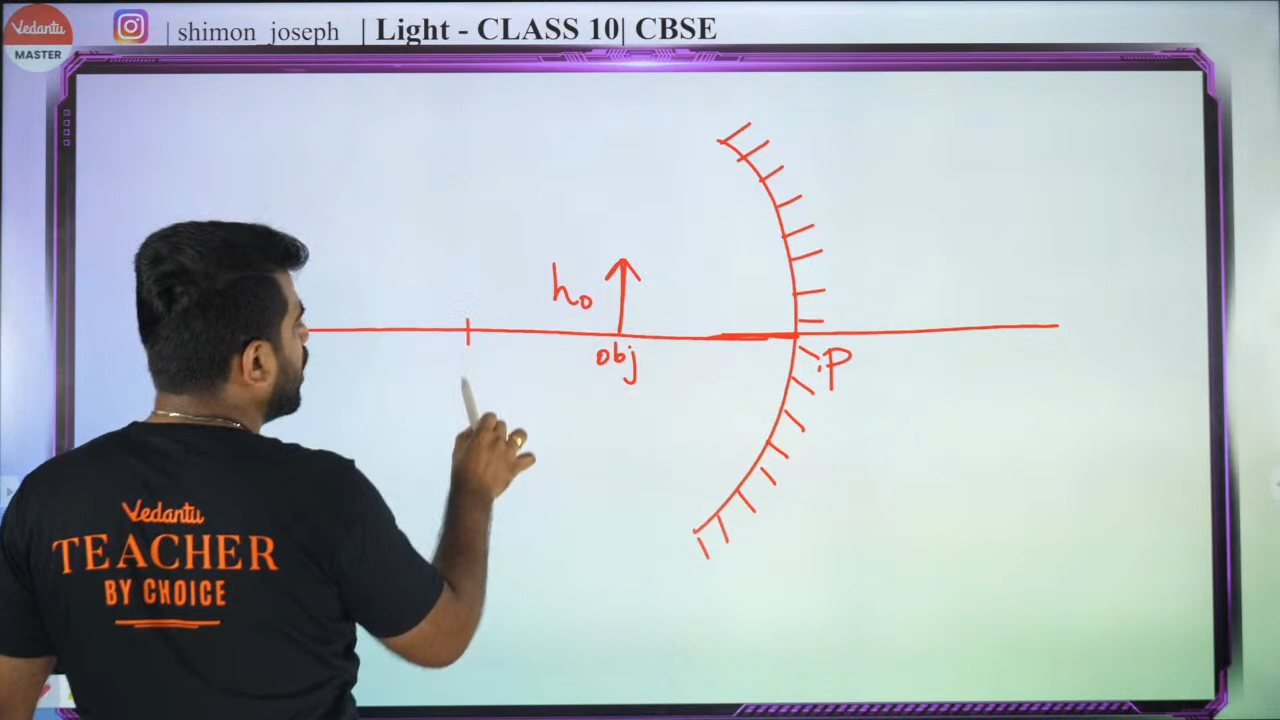 Vedantu
MASTER
| shimon_joseph | Light - CLASS 10| CBSE
h₀
obj
P
Vedantu
TEACHER
BY CHOICE